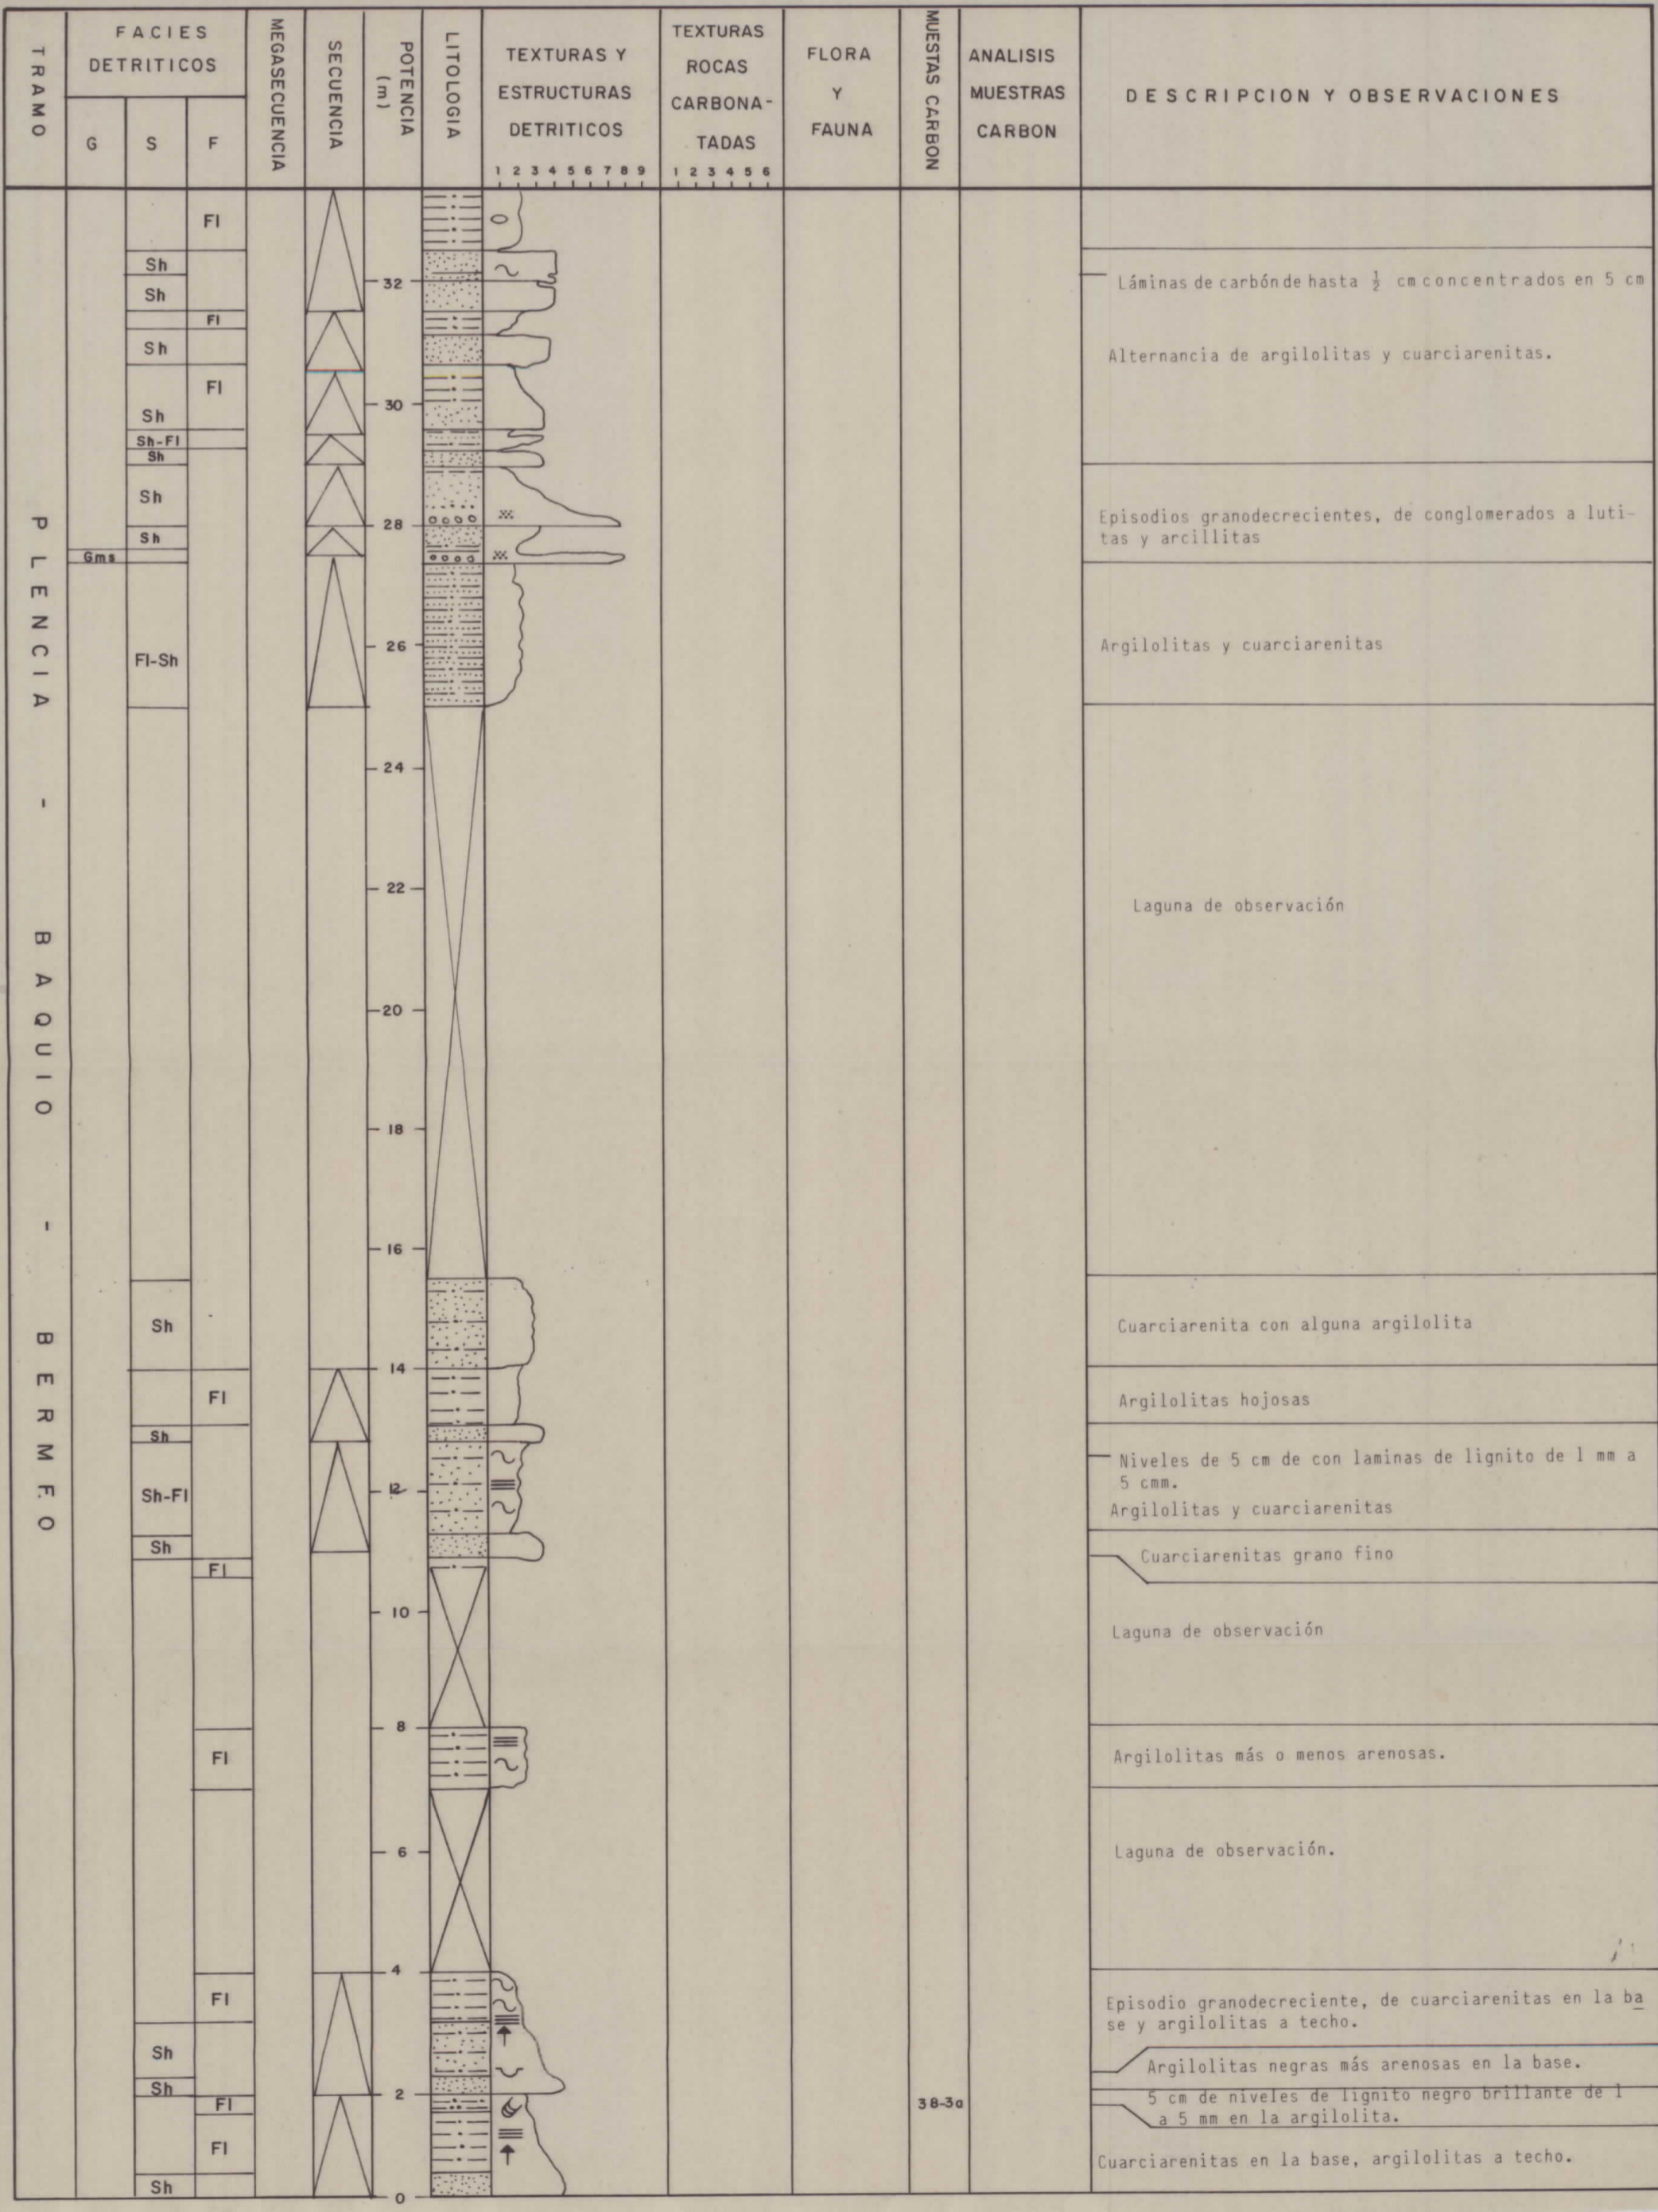 TRAMO
FACIES
DETRITICOS
G
S
F
MEGASECUENCIA
SECUENCIA
POTENCIA
(m)
LITOLOGIA
TEXTURAS Y
ESTRUCTURAS
DETRITICOS
1 2 3 4 5 6 7 8 9
TEXTURAS
ROCAS
CARBONA-
TADAS
1 2 3 4 5 6
FLORA
Y
FAUNA
MUESTAS CARBON
ANALISIS
MUESTRAS
CARBON
DESCRIPCION Y OBSERVACIONES
PLENCIA - BAQUIO - BERMEO
Fl
Sh
Sh
Fl
Sh
Fl
Sh
Sh-Fl
Sh
Sh
Sh
Gms
Fl-Sh
Sh
Fl
Sh
Sh-Fl
Sh
Fl
Fl
Fl
Sh
Sh
Fl
Fl
Sh
32
30
28
26
24
22
20
18
16
14
12
10
8
6
4
2
0
38-3a
Láminas de carbón de hasta ½ cm concentrados en 5 cm
Alternancia de argilolitas y cuarciarenitas.
Episodios granodecrecientes, de conglomerados a luti-
tas y arcillitas
Argilolitas y cuarciarenitas
Laguna de observación
Cuarciarenita con alguna argilolita
Argilolitas hojosas
Niveles de 5 cm de con laminas de lignito de 1 mm a
5 cmm.
Argilolitas y cuarciarenitas
Cuarciarenitas grano fino
Laguna de observación
Argilolitas más o menos arenosas.
Laguna de observación.
Episodio granodecreciente, de cuarciarenitas en la ba
se y argilolitas a techo.
Argilolitas negras más arenosas en la base.
5 cm de niveles de lignito negro brillante de 1
a 5 mm en la argilolita.
Cuarciarenitas en la base, argilolitas a techo.